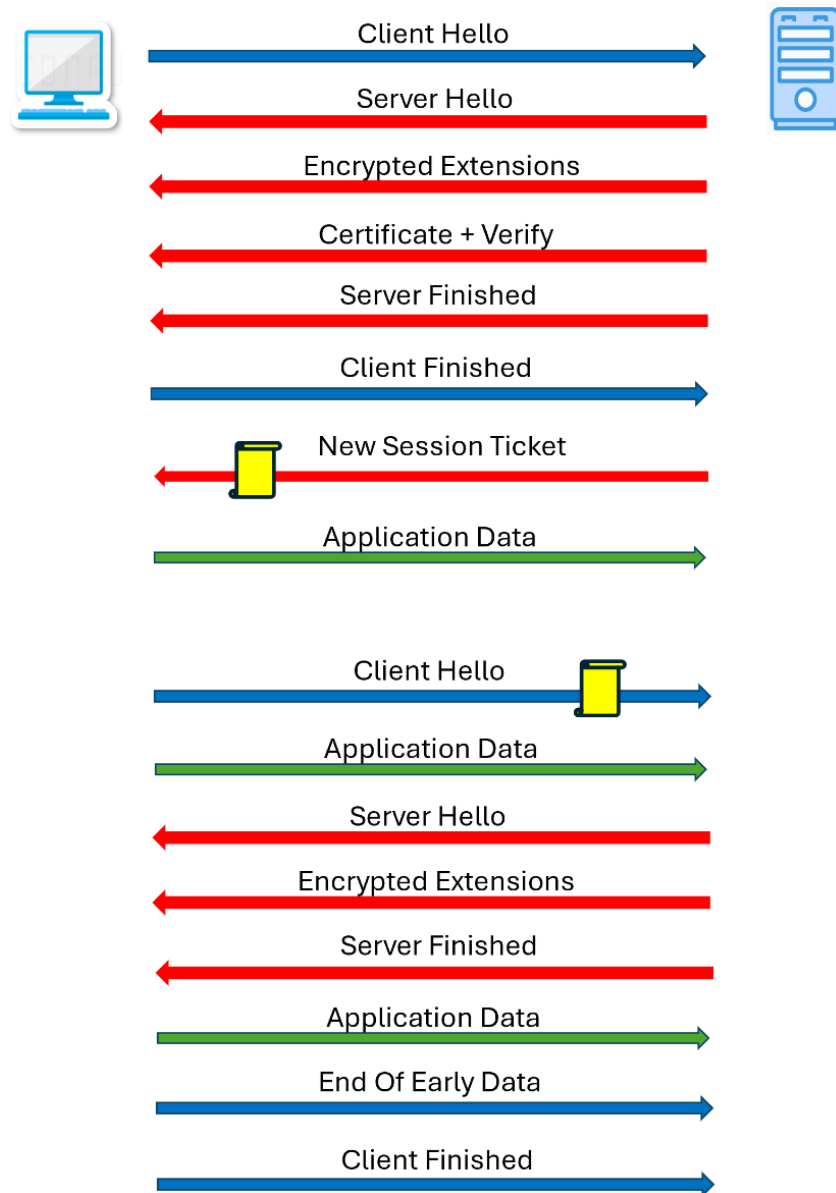 Client Hello
Server Hello
Encrypted Extensions
Certificate + Verify
Server Finished
Client Finished
New Session Ticket
Application Data
Client Hello
Application Data
Server Hello
Encrypted Extensions
Server Finished
Application Data
End Of Early Data
Client Finished